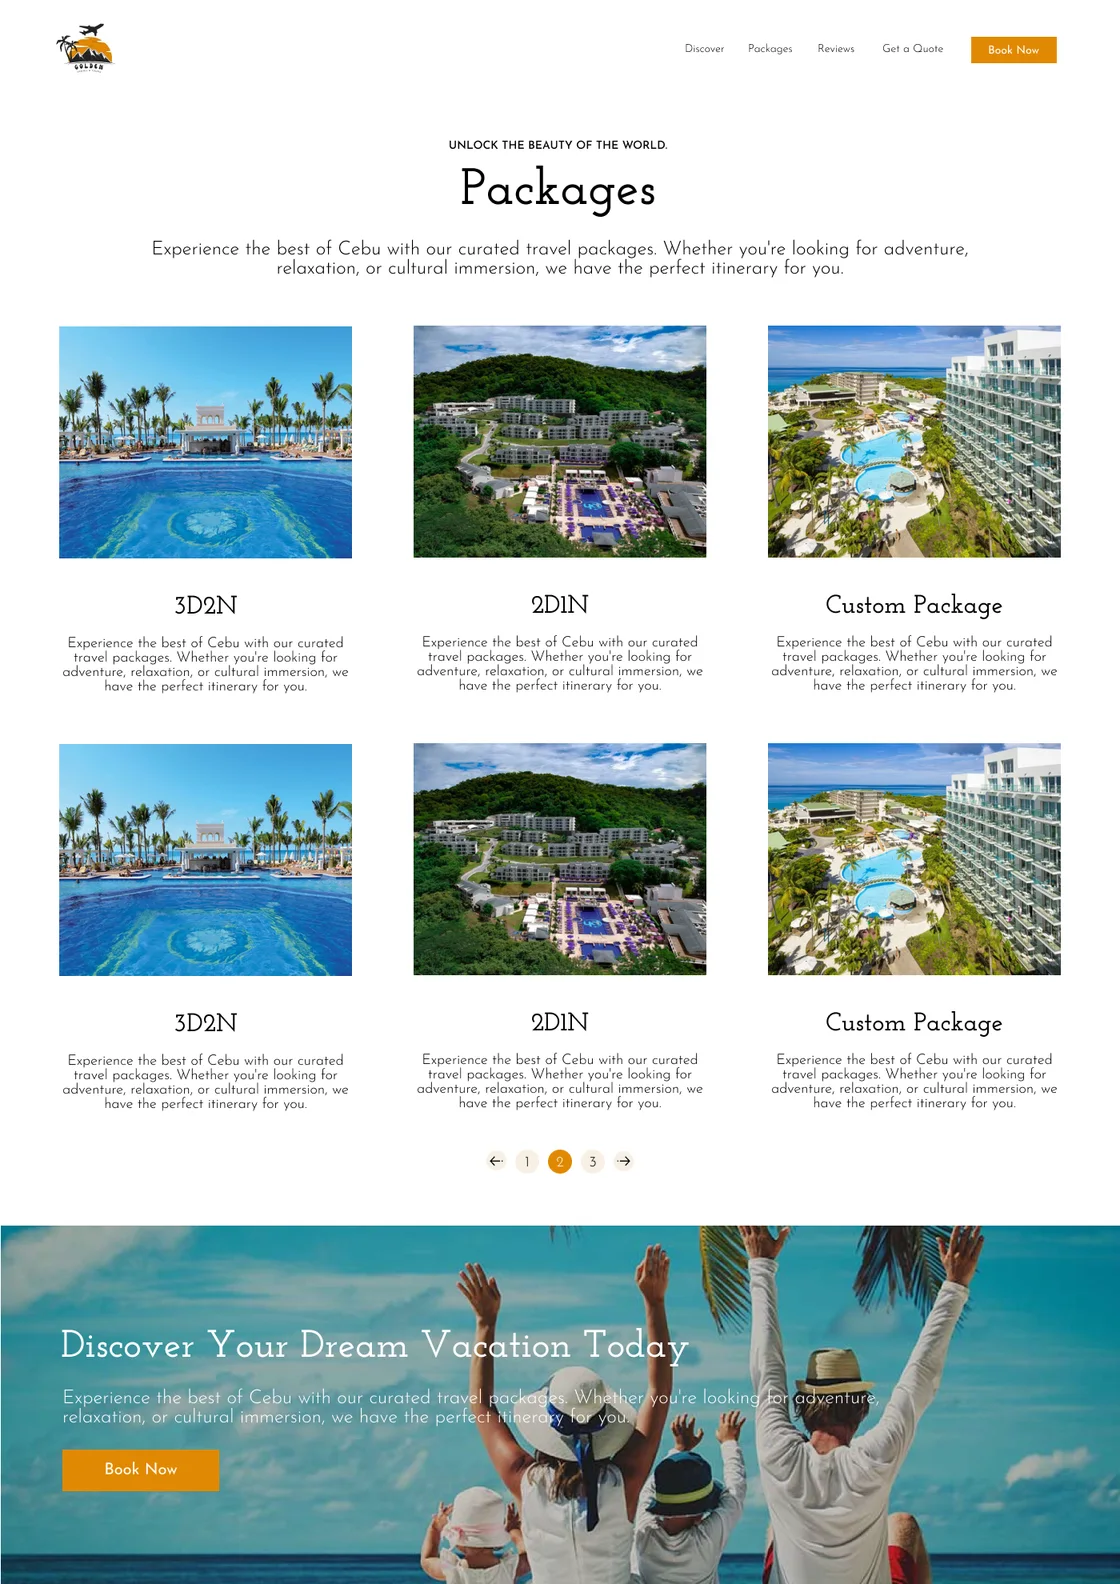 GOLDEN
Discover
Packages
Reviews
Get a Quote
Book Now
UNLOCK THE BEAUTY OF THE WORLD.
Packages
Experience the best of Cebu with our curated travel packages. Whether you're looking for adventure,
relaxation, or cultural immersion, we have the perfect itinerary for you.
3D2N
Experience the best of Cebu with our curated
travel packages. Whether you're looking for
adventure, relaxation, or cultural immersion, we
have the perfect itinerary for you.
2D1N
Experience the best of Cebu with our curated
travel packages. Whether you're looking for
adventure, relaxation, or cultural immersion, we
have the perfect itinerary for you.
Custom Package
Experience the best of Cebu with our curated
travel packages. Whether you're looking for
adventure, relaxation, or cultural immersion, we
have the perfect itinerary for you.
3D2N
Experience the best of Cebu with our curated
travel packages. Whether you're looking for
adventure, relaxation, or cultural immersion, we
have the perfect itinerary for you.
2D1N
Experience the best of Cebu with our curated
travel packages. Whether you're looking for
adventure, relaxation, or cultural immersion, we
have the perfect itinerary for you.
Custom Package
Experience the best of Cebu with our curated
travel packages. Whether you're looking for
adventure, relaxation, or cultural immersion, we
have the perfect itinerary for you.
1 2 3
Discover Your Dream Vacation Today
Experience the best of Cebu with our curated travel packages. Whether you're looking for adventure,
relaxation, or cultural immersion, we have the perfect itinerary for you.
Book Now